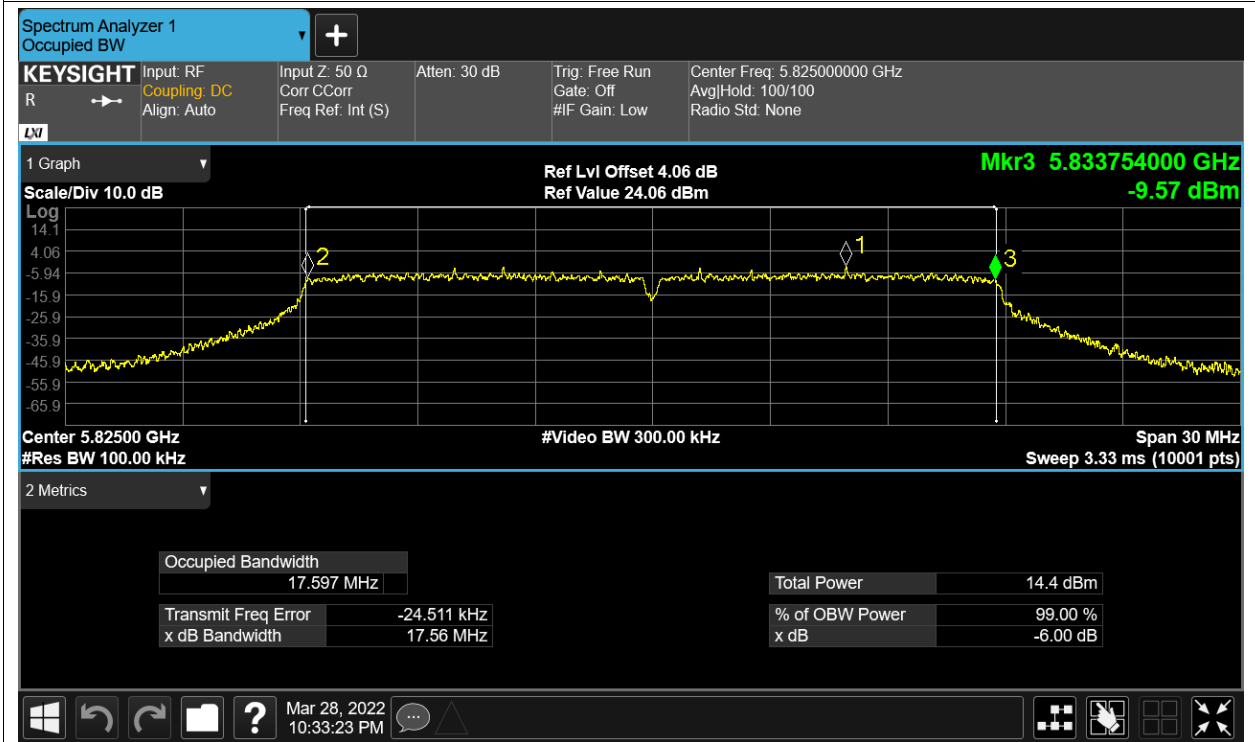 Spectrum Analyzer 1
Occupied BW
KEYSIGHT
R
LXI
Input: RF
Coupling: DC
Align: Auto
Input Z: 50 Ω
Corr CCorr
Freq Ref: Int (S)
Atten: 30 dB
Trig: Free Run
Gate: Off
#IF Gain: Low
Center Freq: 5.825000000 GHz
Avg|Hold: 100/100
Radio Std: None
1 Graph
Scale/Div 10.0 dB
Ref Lvl Offset 4.06 dB
Ref Value 24.06 dBm
Mkr3 5.833754000 GHz
-9.57 dBm
Log
14.1
4.06
-5.94
-15.9
-25.9
-35.9
-45.9
-55.9
-65.9
2
1
3
Center 5.82500 GHz
#Video BW 300.00 kHz
Span 30 MHz
#Res BW 100.00 kHz
Sweep 3.33 ms (10001 pts)
2 Metrics
Occupied Bandwidth
17.597 MHz
Transmit Freq Error -24.511 kHz
x dB Bandwidth 17.56 MHz
Total Power 14.4 dBm
% of OBW Power 99.00 %
x dB -6.00 dB
?
Mar 28, 2022
10:33:23 PM